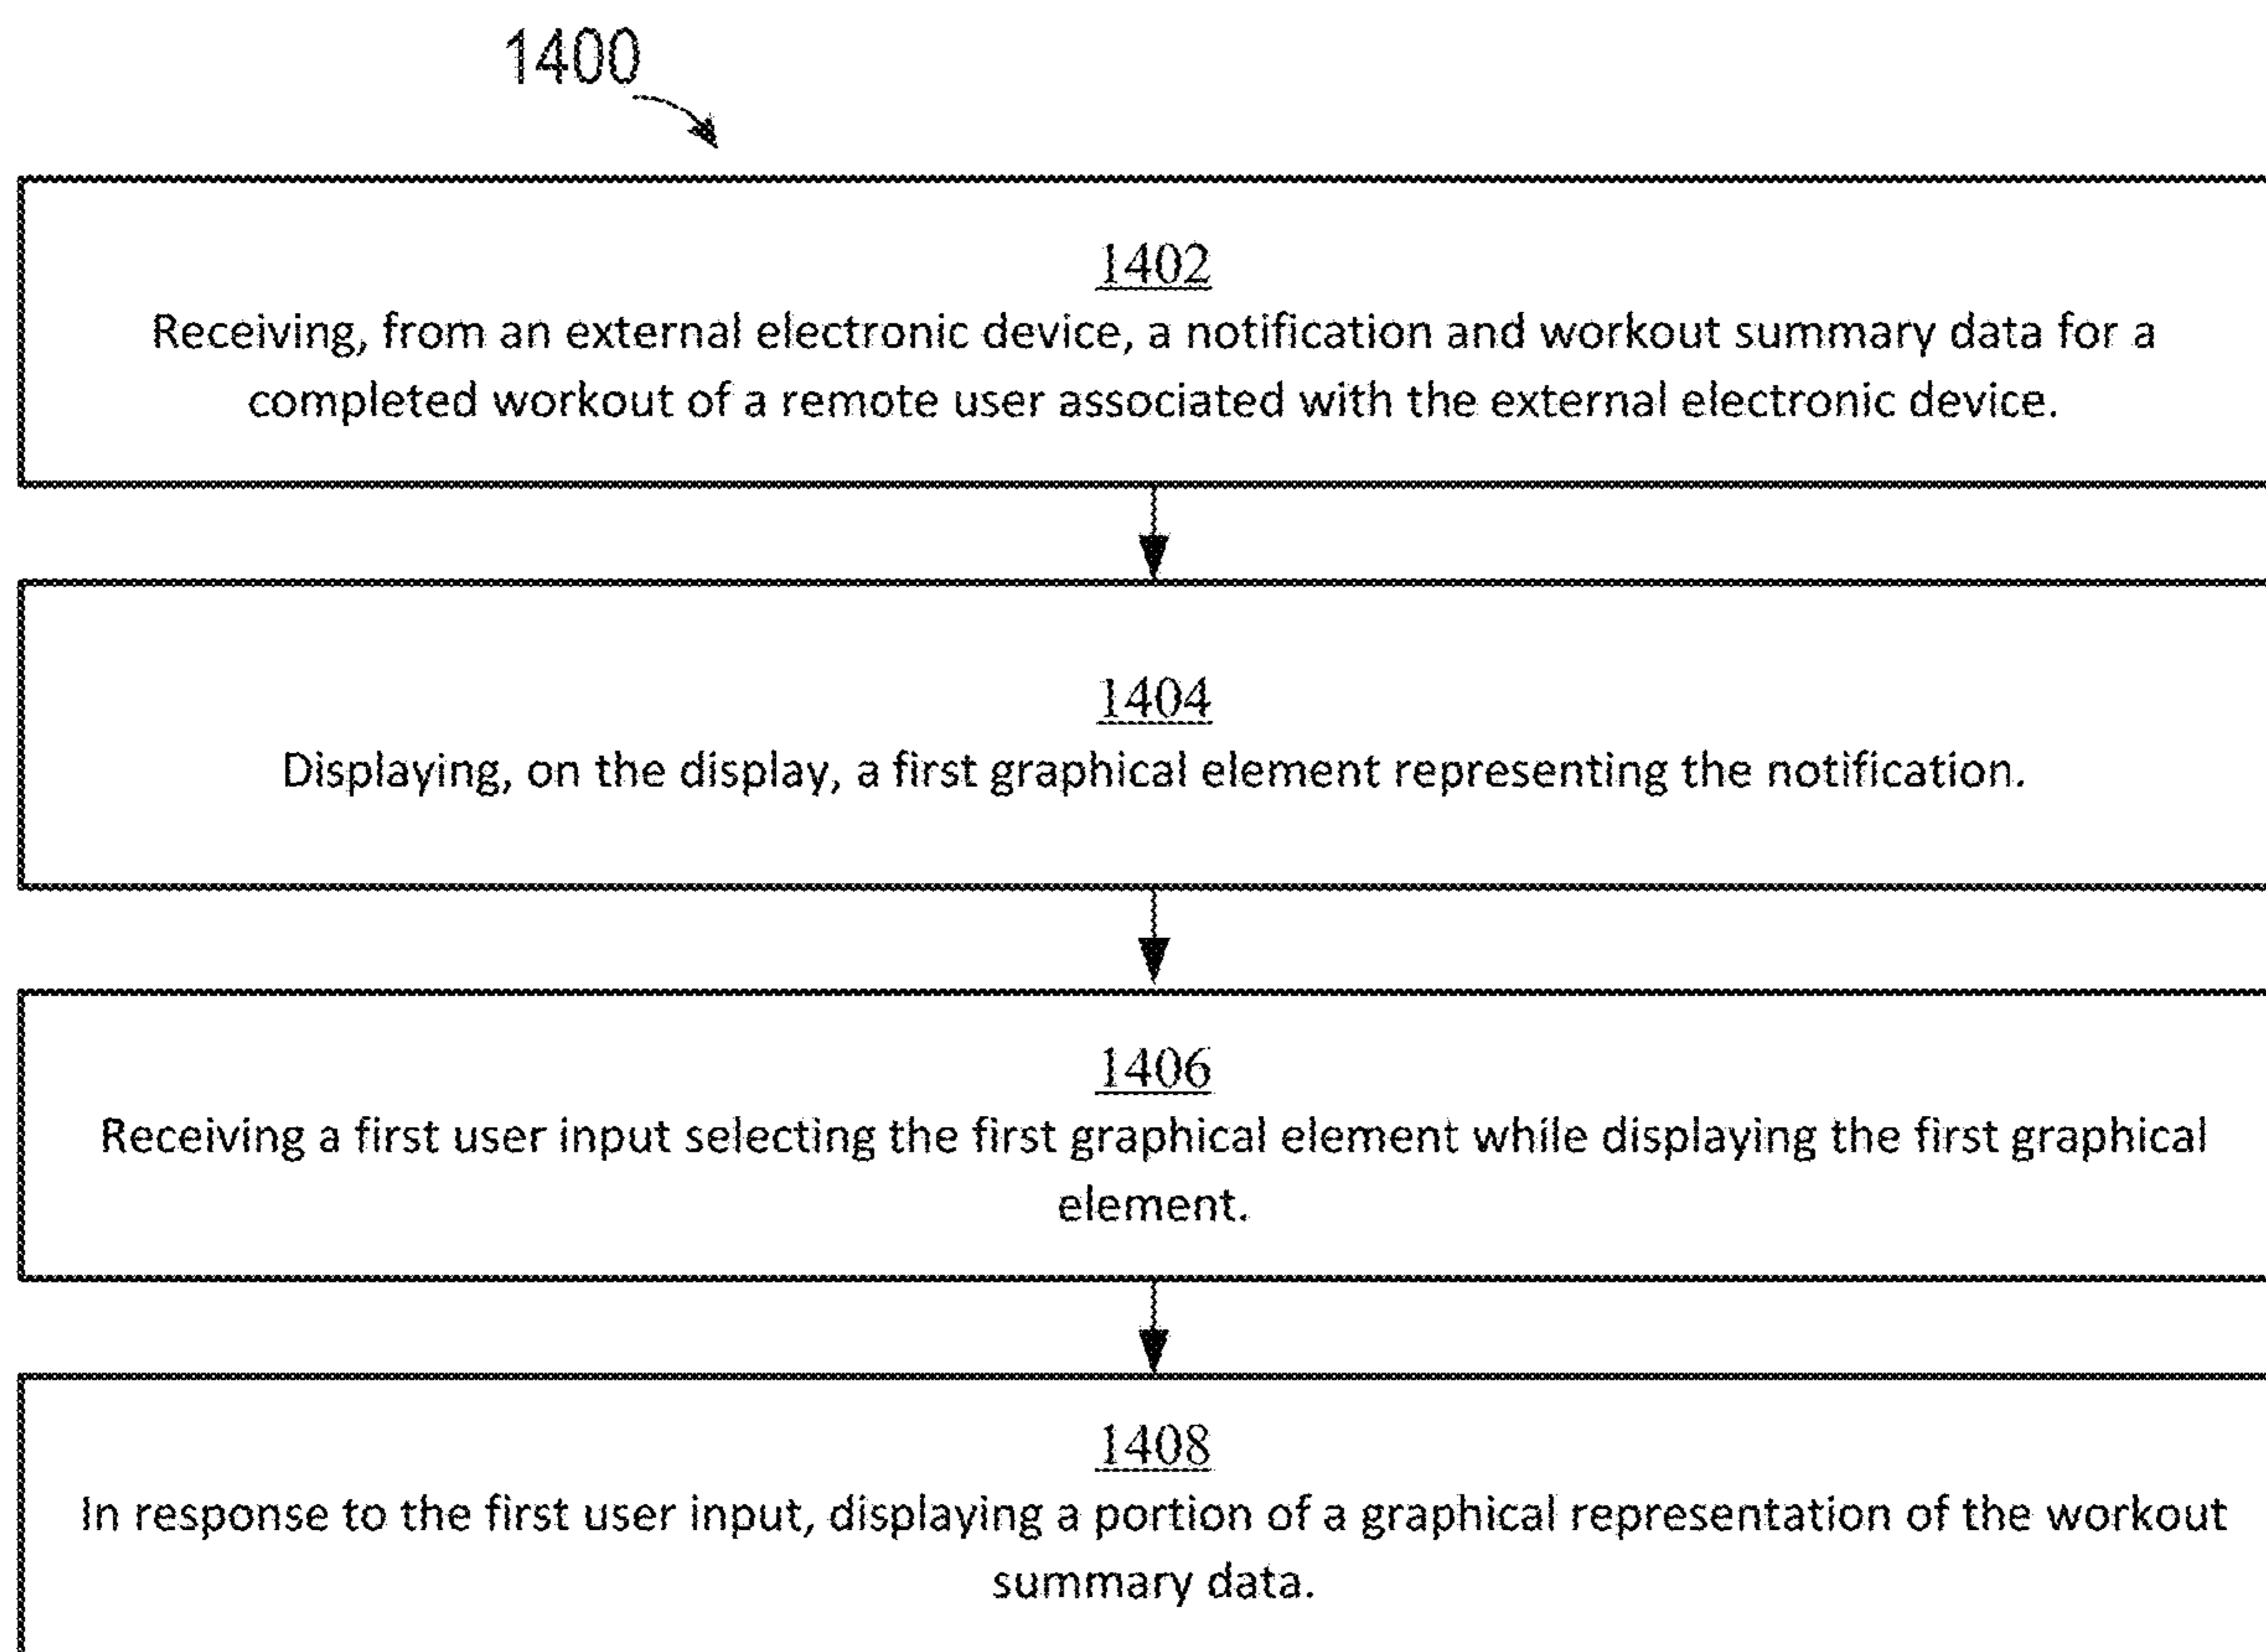 1400
1402
Receiving, from an external electronic device, a notification and workout summary data for a
completed workout of a remote user associated with the external electronic device.
1404
Displaying, on the display, a first graphical element representing the notification.
1406
Receiving a first user input selecting the first graphical element while displaying the first graphical
element.
1408
In response to the first user input, displaying a portion of a graphical representation of the workout
summary data.